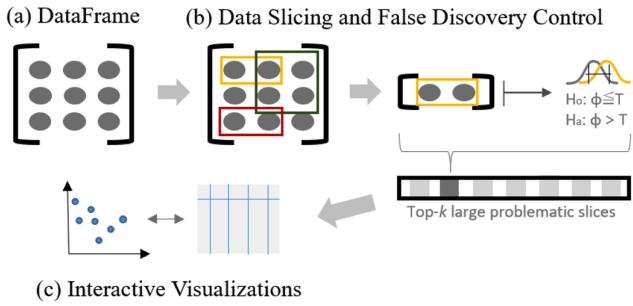 (a) DataFrame
(b) Data Slicing and False Discovery Control
H₀: ϕ≦T
Hₐ: ϕ > T
Top-k large problematic slices
(c) Interactive Visualizations